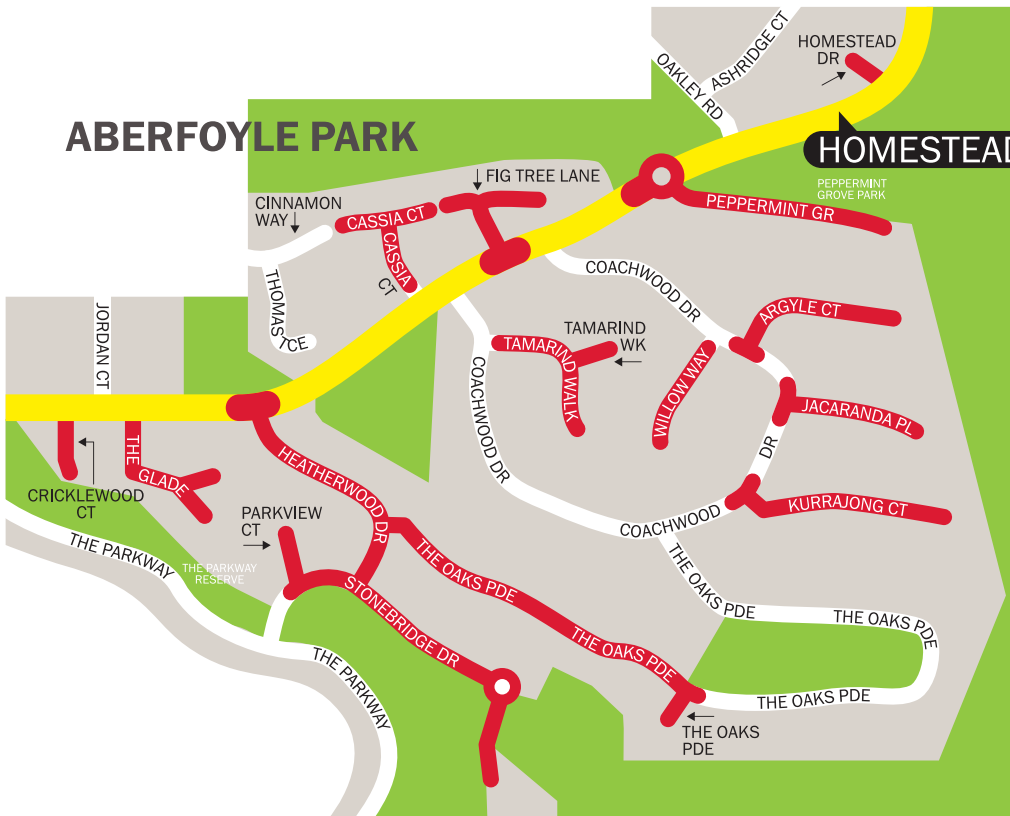 ASHRIDGE CT
OAKLEY RD
HOMESTEAD
DR
ABERFOYLE PARK
HOMESTEAD
PEPPERMINT
GROVE PARK
FIG TREE LANE
CINNAMON
WAY
CASSIA CT
CASSIA
CT
PEPPERMINT GR
THOMAS TCE
COACHWOOD DR
ARGYLE CT
JORDAN CT
TAMARIND
WK
TAMARIND WALK
WILLOW WAY
COACHWOOD DR
JACARANDA PL
THE
GLADE
HEATHERWOOD DR
DR
CRICKLEWOOD
CT
PARKVIEW
CT
COACHWOOD
KURRAJONG CT
THE PARKWAY
THE PARKWAY
RESERVE
THE OAKS PDE
THE OAKS PDE
THE OAKS PDE
STONEBRIDGE DR
THE OAKS PDE
THE PARKWAY
THE OAKS PDE
THE OAKS
PDE